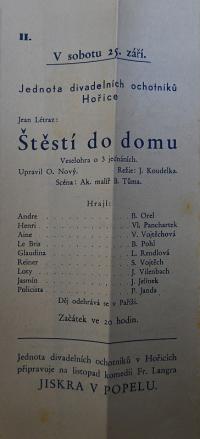 II.
V sobotu 25. září.
Jednota divadelních ochotníků
Hořice
Jean Létraz:
Štěstí do domu
Veselohra o 3 jednáních.
Upravil O. Nový. Režie: J. Koudelka.
Scéna: Ak. malíř B. Tůma.
Hrají:
Andre . . . . . . . . . . B. Orel
Henri . . . . . . . . . . Vl. Panchartek
Aine . . . . . . . . . . V. Vojtěchová
Le Bris . . . . . . . . . . B. Pohl
Glaudina . . . . . . . . . . L. Rendlová
Reiner . . . . . . . . . . S. Vojtěch
Loty . . . . . . . . . . J. Vilenbach
Jasmin . . . . . . . . . . J. Jelínek
Policista . . . . . . . . . . P. Janda
Děj odehrává se v Paříži.
Začátek ve 20 hodin.
Jednota divadelních ochotníků v Hořicích
připravuje na listopad komedii Fr. Langra
JISKRA V POPELU.